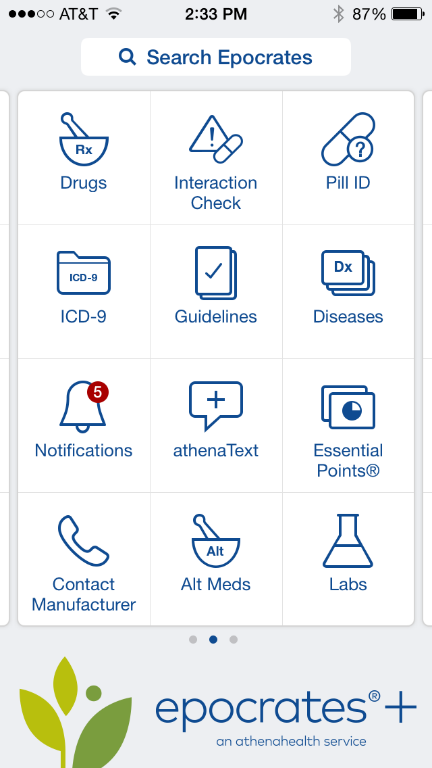 AT&T 2:33 PM 87%
Search Epocrates
Rx
Drugs
Interaction
Check
?
Pill ID
ICD-9
ICD-9
Guidelines
Dx
Diseases
5
Notifications
athenaText
Essential
Points®
Contact
Manufacturer
Alt
Alt Meds
Labs
epocrates®+
an athenahealth service